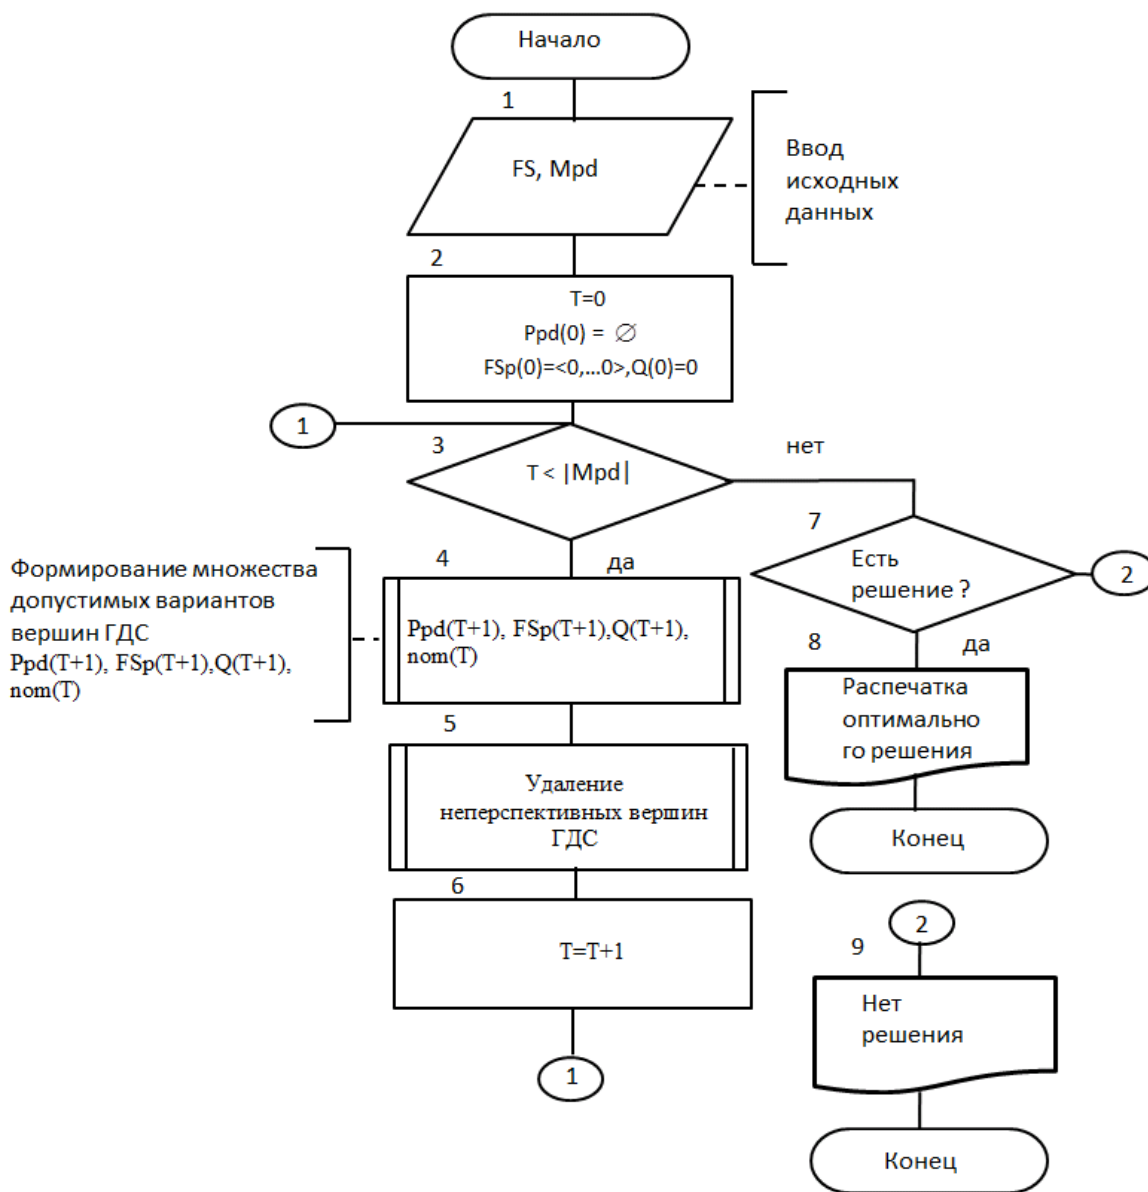 Начало
1
FS, Mpd
Ввод
исходных
данных
2
T=0
Ppd(0) = ∅
FSp(0)=<0,...0>,Q(0)=0
1
3
T < |Mpd|
нет
7
Есть
решение ?
2
4
да
Формирование множества
допустимых вариантов
вершин ГДС
Ppd(T+1), FSp(T+1),Q(T+1),
nom(T)
Ppd(T+1), FSp(T+1),Q(T+1),
nom(T)
8
да
Распечатка
оптимально
го решения
5
Удаление
неперспективных вершин
ГДС
Конец
6
T=T+1
1
2
9
Нет
решения
Конец